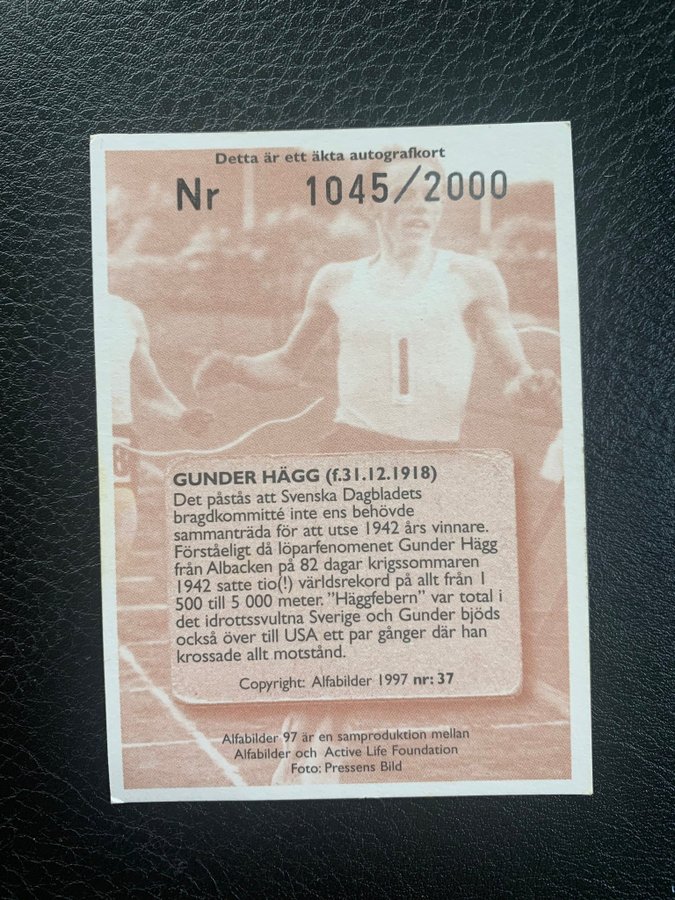 Detta är ett äkta autografkort
Nr 1045/2000
GUNDER HÄGG (f.31.12.1918)
Det påstås att Svenska Dagbladets
bragdkommitté inte ens behövde
sammanträda för att utse 1942 års vinnare.
Förståeligt då löparfenomenet Gunder Hägg
från Albacken på 82 dagar krigssommaren
1942 satte tio(!) världsrekord på allt från 1
500 till 5 000 meter. "Häggfebern" var total i
det idrottssvultna Sverige och Gunder bjöds
också över till USA ett par gånger där han
krossade allt motstånd.
Copyright: Alfabilder 1997 nr: 37
Alfabilder 97 är en samproduktion mellan
Alfabilder och Active Life Foundation
Foto: Pressens Bild